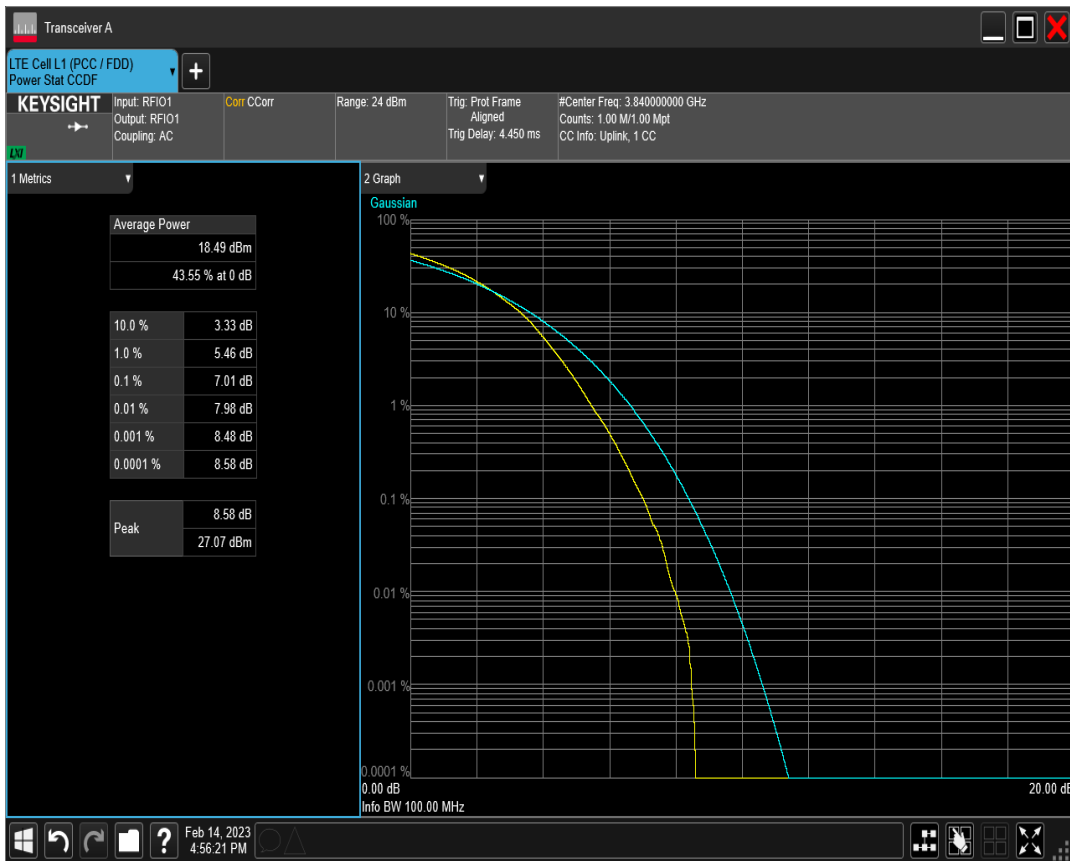 Transceiver A
LTE Cell L1 (PCC / FDD)
Power Stat CCDF
+
KEYSIGHT
LXI
Input: RFIO1
Output: RFIO1
Coupling: AC
Corr CCorr
Range: 24 dBm
Trig: Prot Frame
Aligned
Trig Delay: 4.450 ms
#Center Freq: 3.840000000 GHz
Counts: 1.00 M/1.00 Mpt
CC Info: Uplink, 1 CC
1 Metrics
Average Power
18.49 dBm
43.55 % at 0 dB
10.0 % 3.33 dB
1.0 % 5.46 dB
0.1 % 7.01 dB
0.01 % 7.98 dB
0.001 % 8.48 dB
0.0001 % 8.58 dB
Peak
8.58 dB
27.07 dBm
2 Graph
Gaussian
100 %
10 %
1 %
0.1 %
0.01 %
0.001 %
0.0001 %
0.00 dB 20.00 dB
Info BW 100.00 MHz
?
Feb 14, 2023
4:56:21 PM